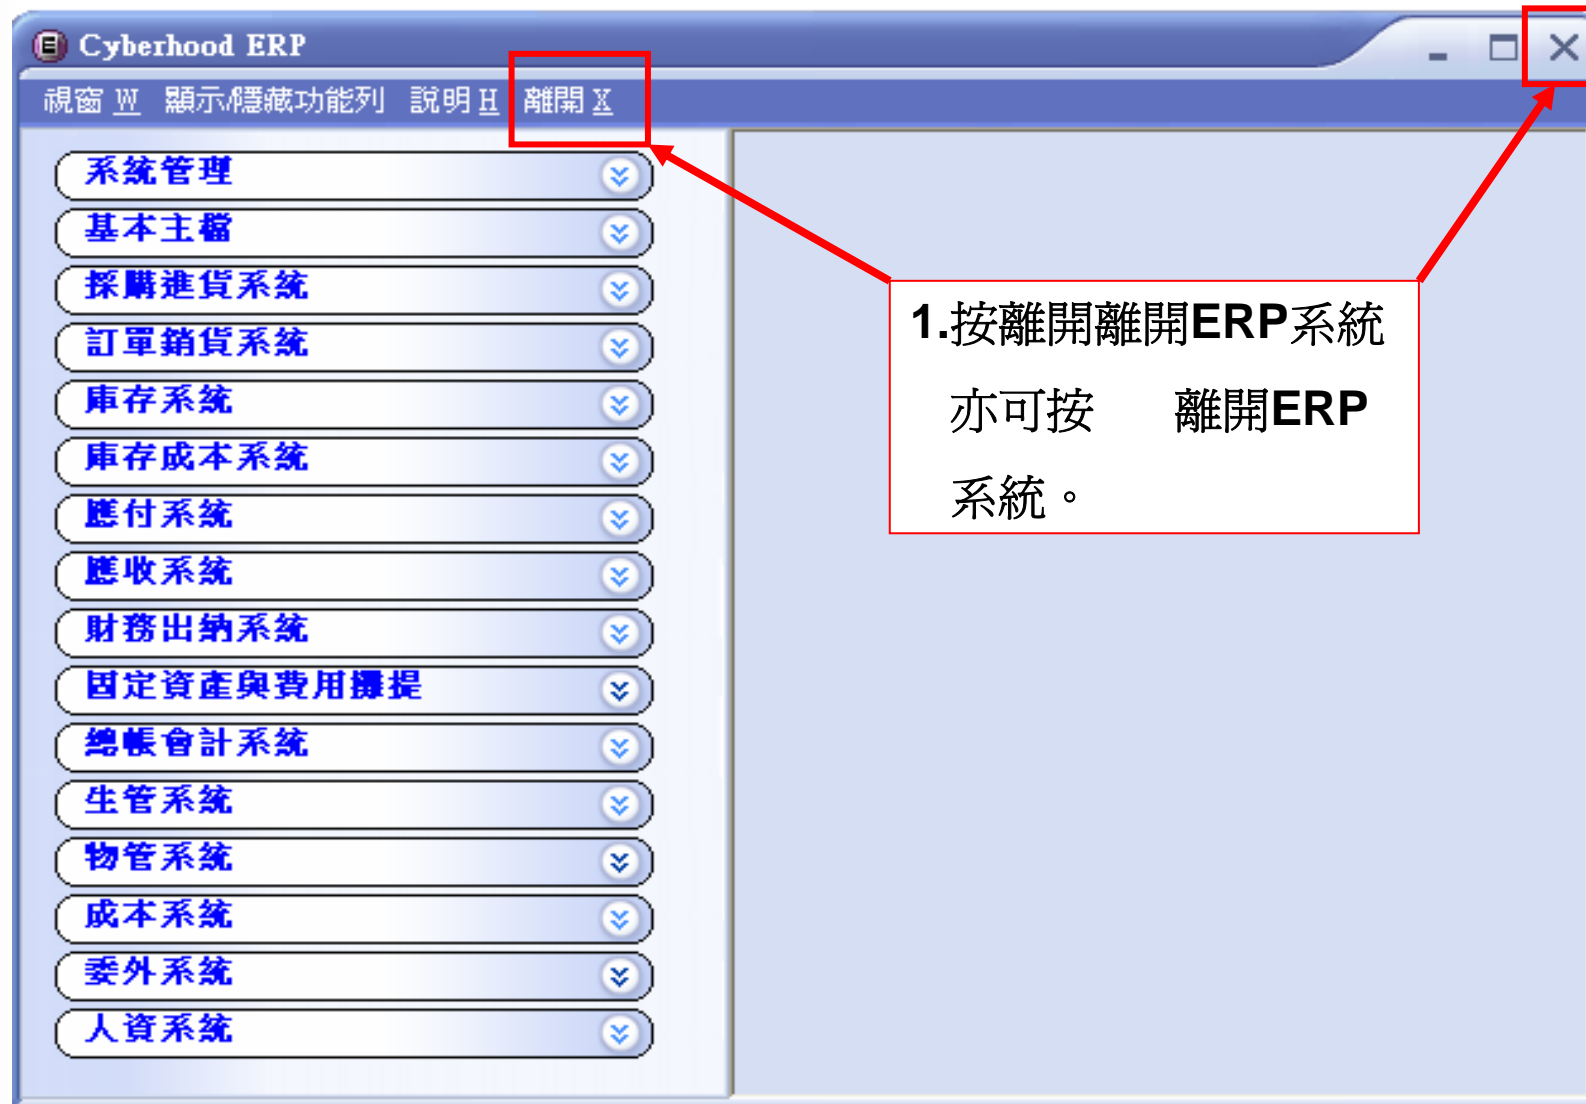 Cyberhood ERP
視窗 W 顯示/隱藏功能列 說明 H 離開 X
系統管理
基本主檔
採購進貨系統
訂單銷貨系統
庫存系統
庫存成本系統
應付系統
應收系統
財務出納系統
固定資產與費用攤提
總帳會計系統
生管系統
物管系統
成本系統
委外系統
人資系統
1.按離開離開ERP系統
亦可按 離開ERP
系統。